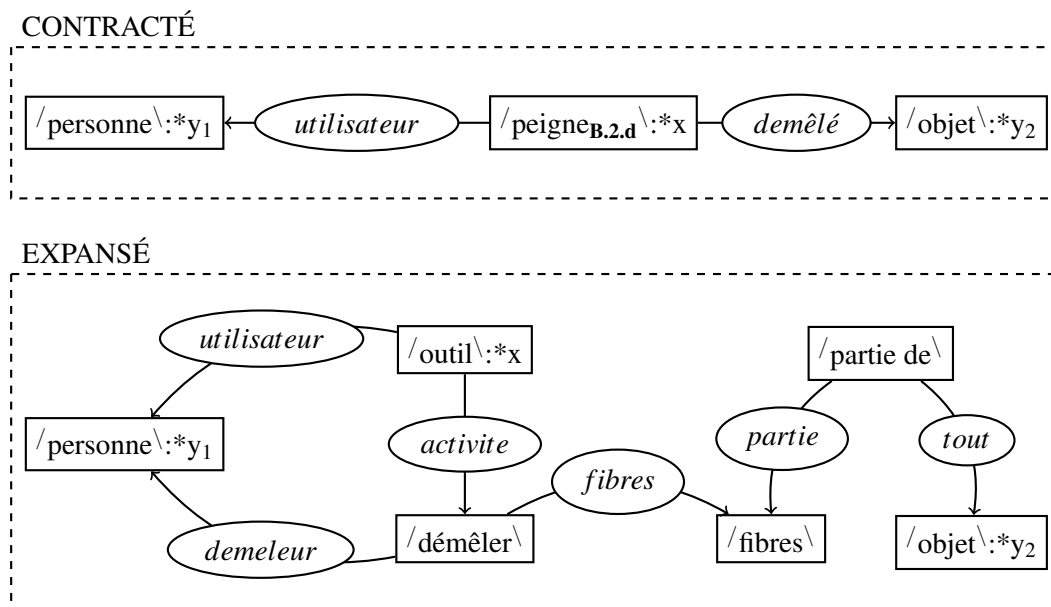 CONTRACTÉ
/personne\:*y₁ utilisateur /peigne_B.2.d\:*x demêlé /objet\:*y₂
EXPANSÉ
utilisateur /outil\:*x /partie de\
/personne\:*y₁ activite partie tout
fibres
demeleur /démêler\ /fibres\ /objet\:*y₂